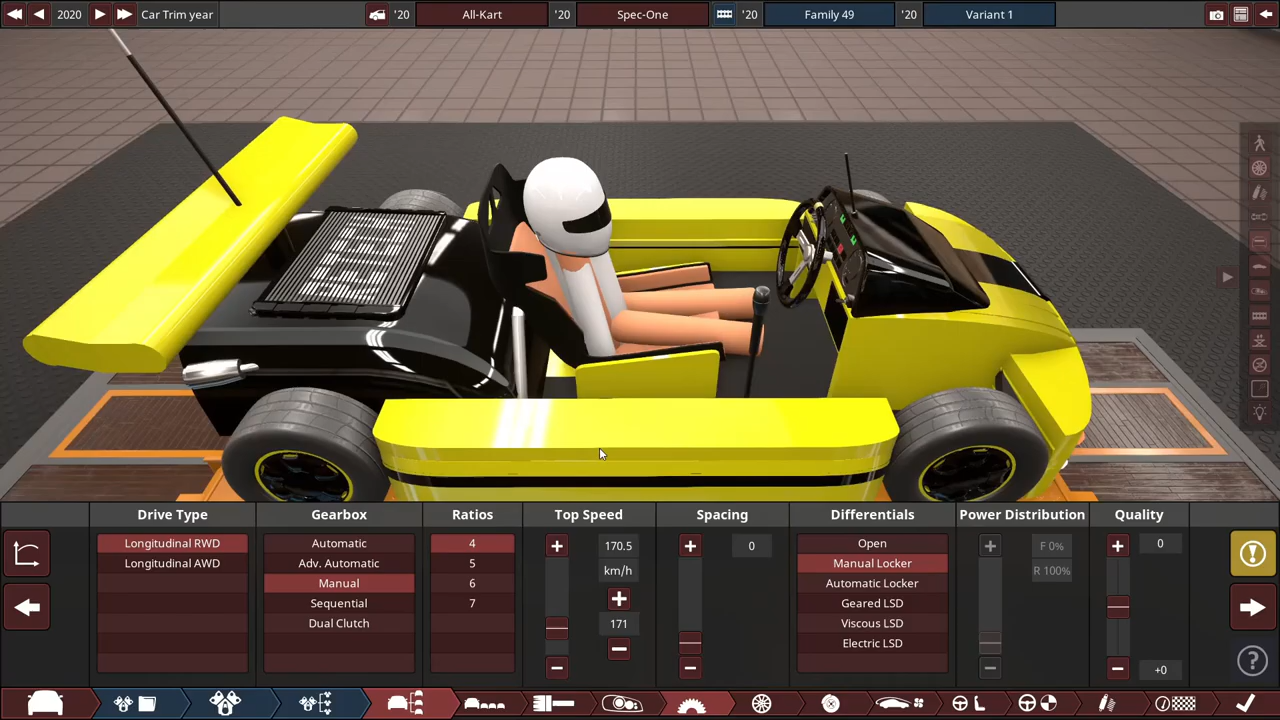 2020 Car Trim year '20 All-Kart '20 Spec-One '20 Family 49 '20 Variant 1
Drive Type Gearbox Ratios Top Speed Spacing Differentials Power Distribution Quality
Longitudinal RWD Automatic 4 170.5 0 Open F 0% 0
Longitudinal AWD Adv. Automatic 5 km/h Manual Locker R 100%
Manual 6 Automatic Locker
Sequential 7 Geared LSD
Dual Clutch 171 Viscous LSD
Electric LSD
+0